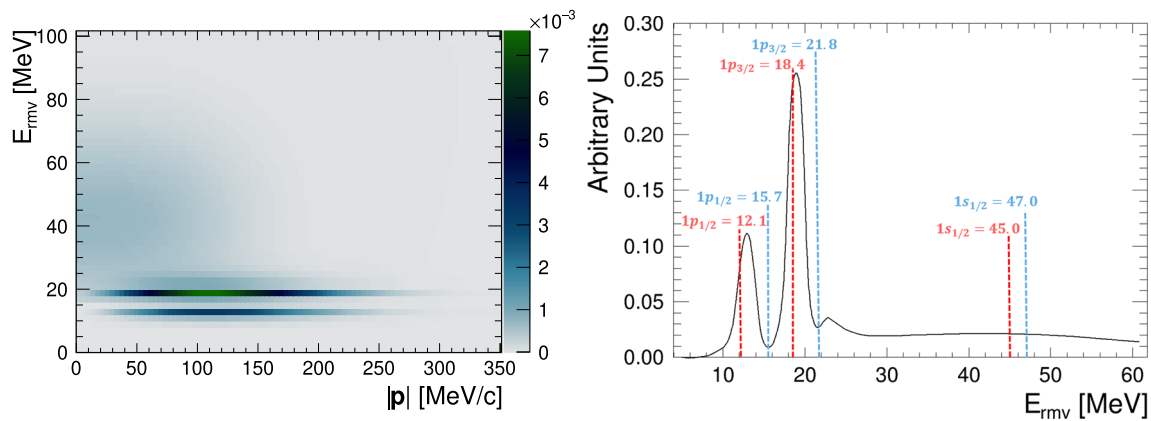 ×10⁻³
E_rmv [MeV]
100
80
60
40
20
0
0 50 100 150 200 250 300 350
|p| [MeV/c]
7
6
5
4
3
2
1
0
Arbitrary Units
0.30
0.25
0.20
0.15
0.10
0.05
0.00
1p_3/2 = 21.8
1p_3/2 = 18.4
1p_1/2 = 15.7
1p_1/2 = 12.1
1s_1/2 = 47.0
1s_1/2 = 45.0
10 20 30 40 50 60
E_rmv [MeV]